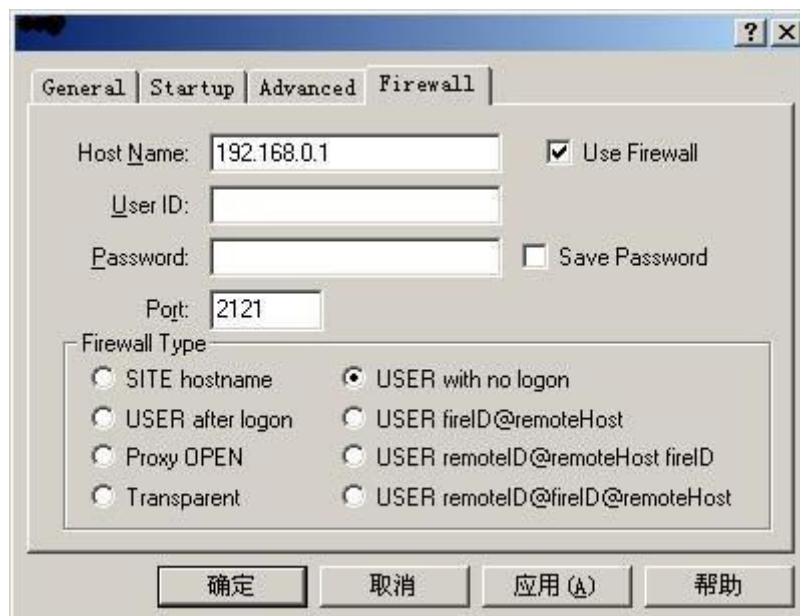 General Startup Advanced Firewall
Host Name: 192.168.0.1 Use Firewall
User ID:
Password: Save Password
Port: 2121
Firewall Type
SITE hostname USER with no logon
USER after logon USER fireID@remoteHost
Proxy OPEN USER remoteID@remoteHost fireID
Transparent USER remoteID@fireID@remoteHost
确定 取消 应用(A) 帮助